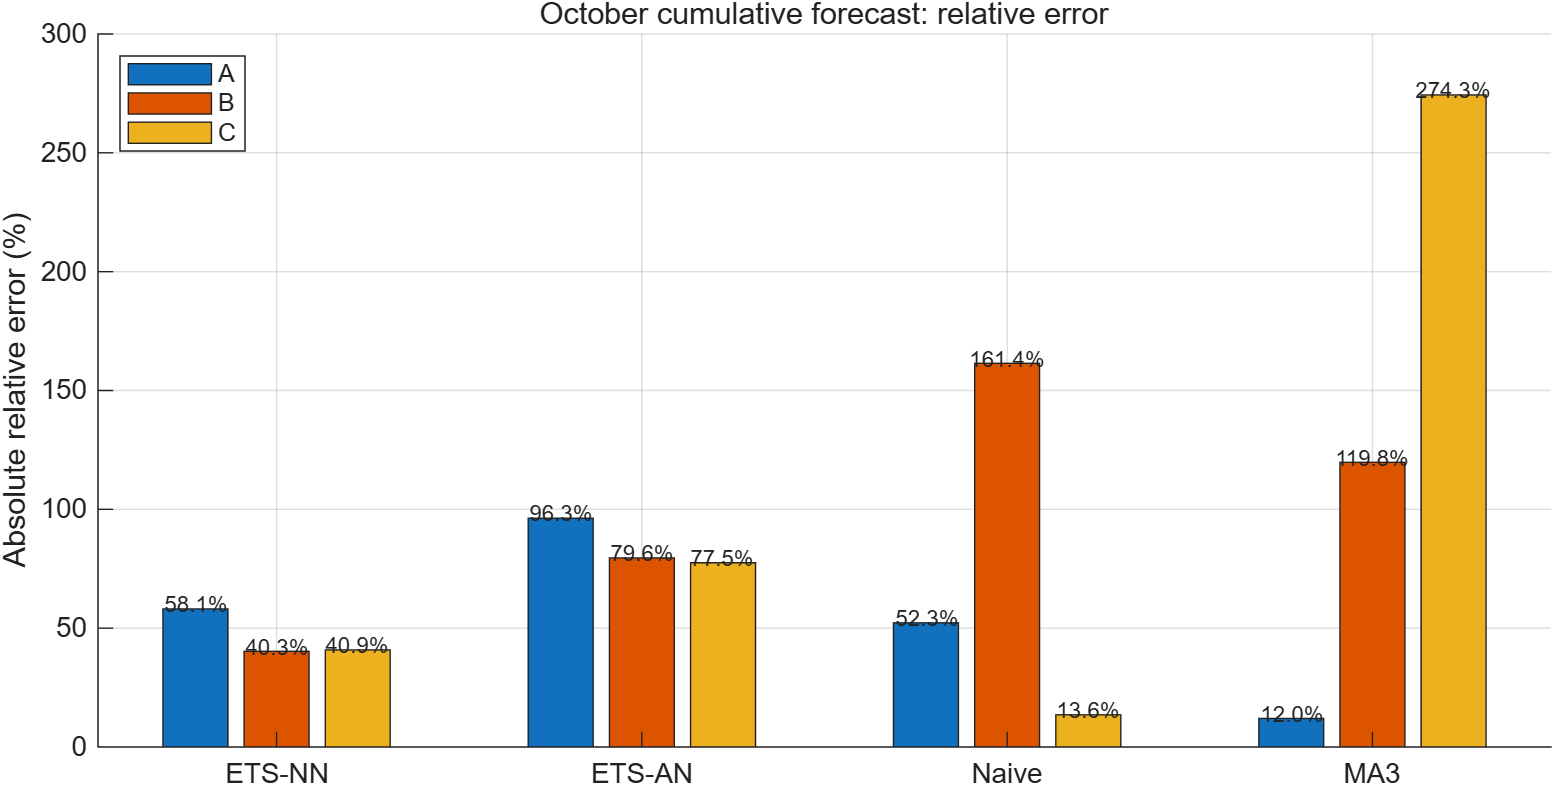 October cumulative forecast: relative error
Absolute relative error (%)
300
250
200
150
100
50
0
A
B
C
58.1%
40.3%
40.9%
96.3%
79.6%
77.5%
52.3%
161.4%
13.6%
12.0%
119.8%
274.3%
ETS-NN
ETS-AN
Naive
MA3